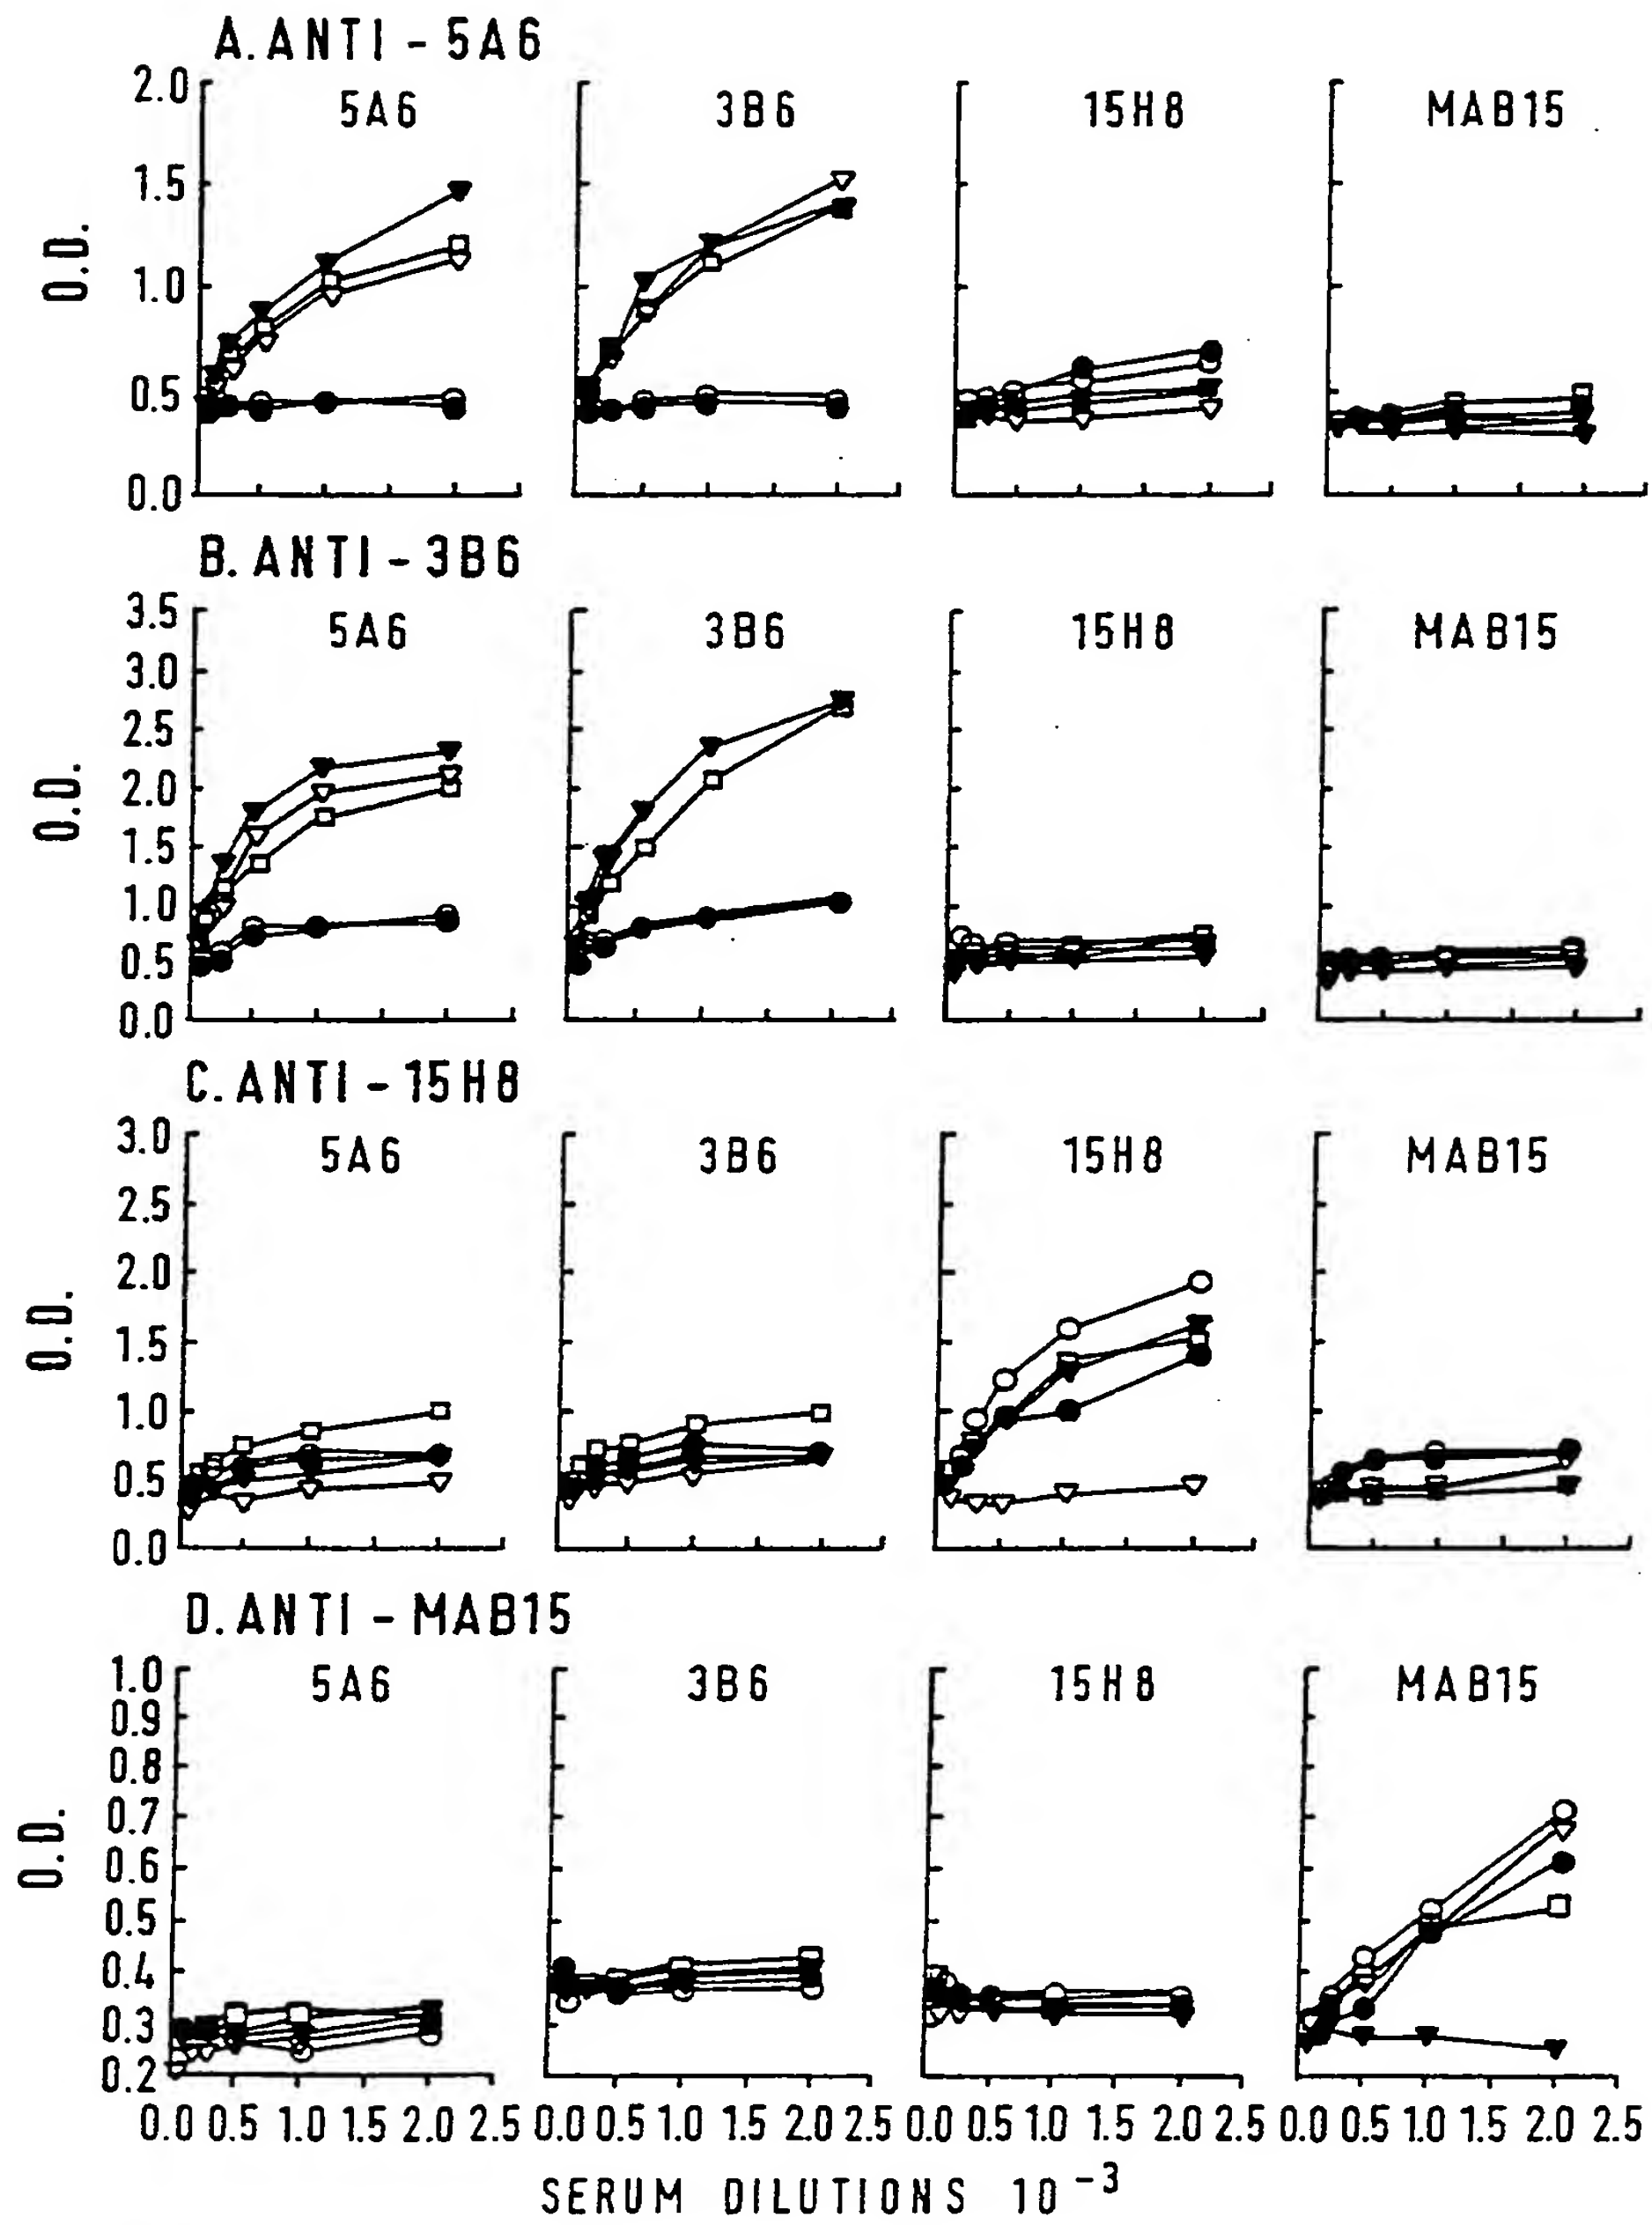 A. ANTI - 5A6
5A6 3B6 15H8 MAB15
2.0
1.5
1.0
0.5
0.0
O.D.
B. ANTI - 3B6
5A6 3B6 15H8 MAB15
3.5
3.0
2.5
2.0
1.5
1.0
0.5
0.0
O.D.
C. ANTI - 15H8
5A6 3B6 15H8 MAB15
3.0
2.5
2.0
1.5
1.0
0.5
0.0
O.D.
D. ANTI - MAB15
5A6 3B6 15H8 MAB15
1.0
0.9
0.8
0.7
0.6
0.5
0.4
0.3
0.2
O.D.
0.0 0.5 1.0 1.5 2.0 2.5 0.0 0.5 1.0 1.5 2.0 2.5 0.0 0.5 1.0 1.5 2.0 2.5 0.0 0.5 1.0 1.5 2.0 2.5
SERUM DILUTIONS 10⁻³